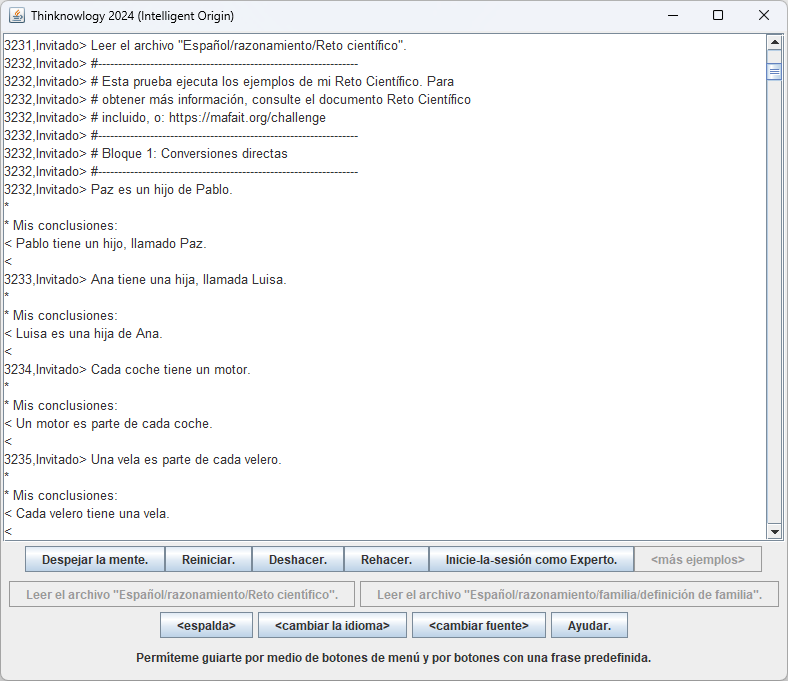 Thinknowlogy 2024 (Intelligent Origin)
3231,Invitado> Leer el archivo "Español/razonamiento/Reto científico".
3232,Invitado> #-----------------------------------------------------------------
3232,Invitado> # Esta prueba ejecuta los ejemplos de mi Reto Científico. Para
3232,Invitado> # obtener más información, consulte el documento Reto Científico
3232,Invitado> # incluido, o: https://mafait.org/challenge
3232,Invitado> #-----------------------------------------------------------------
3232,Invitado> # Bloque 1: Conversiones directas
3232,Invitado> #-----------------------------------------------------------------
3232,Invitado> Paz es un hijo de Pablo.
*
* Mis conclusiones:
< Pablo tiene un hijo, llamado Paz.
<
3233,Invitado> Ana tiene una hija, llamada Luisa.
*
* Mis conclusiones:
< Luisa es una hija de Ana.
<
3234,Invitado> Cada coche tiene un motor.
*
* Mis conclusiones:
< Un motor es parte de cada coche.
<
3235,Invitado> Una vela es parte de cada velero.
*
* Mis conclusiones:
< Cada velero tiene una vela.
<
Despejar la mente. Reiniciar. Deshacer. Rehacer. Inicie-la-sesión como Experto. <más ejemplos>
Leer el archivo "Español/razonamiento/Reto científico". Leer el archivo "Español/razonamiento/familia/definición de familia".
<espalda> <cambiar la idioma> <cambiar fuente> Ayudar.
Permíteme guiarte por medio de botones de menú y por botones con una frase predefinida.